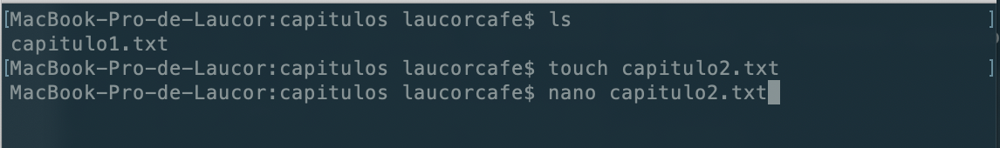 [MacBook-Pro-de-Laucor:capitulos laucorcafe$ ls ]
capitulo1.txt
[MacBook-Pro-de-Laucor:capitulos laucorcafe$ touch capitulo2.txt ]
MacBook-Pro-de-Laucor:capitulos laucorcafe$ nano capitulo2.txt